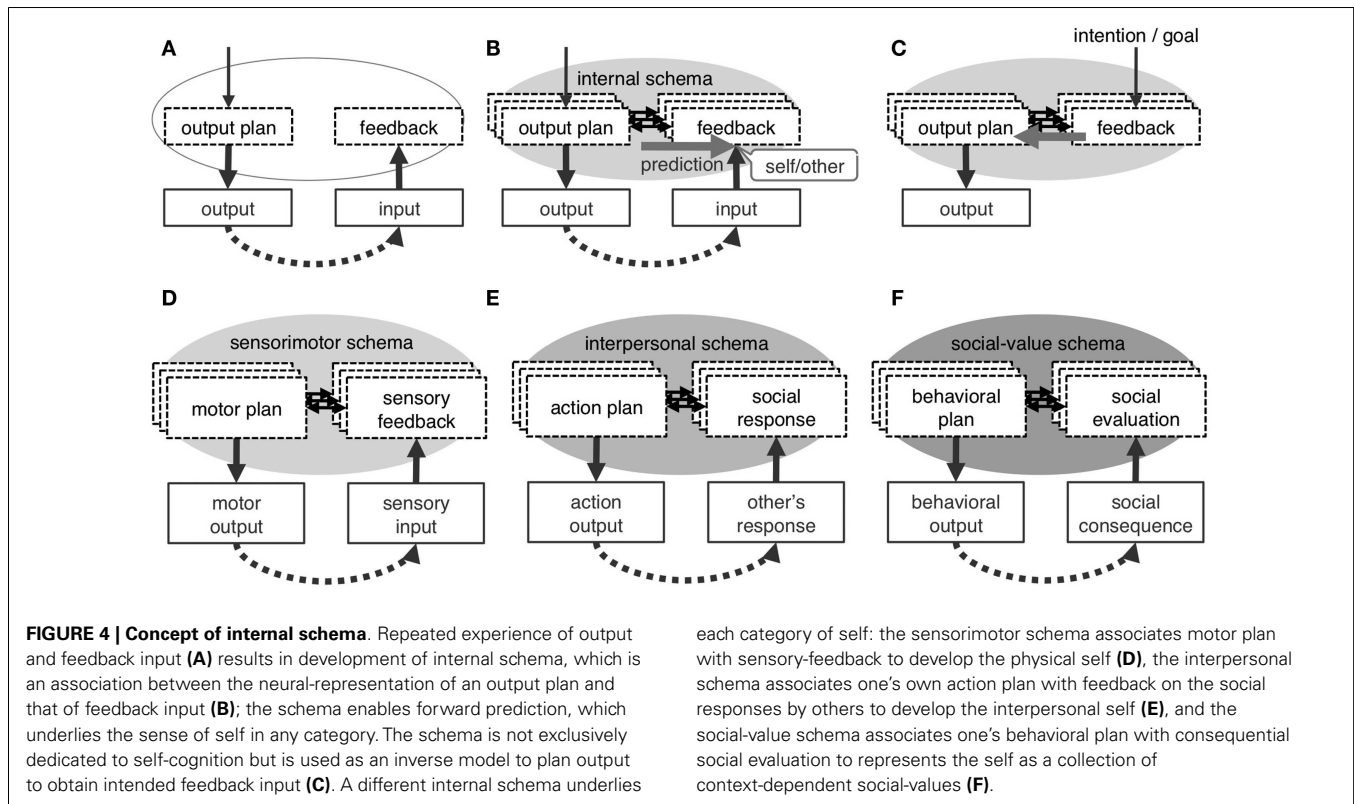 A
output plan
feedback
output
input
B
internal schema
output plan
feedback
prediction
self/other
output
input
C
intention / goal
output plan
feedback
output
D
sensorimotor schema
motor plan
sensory
feedback
motor
output
sensory
input
E
interpersonal schema
action plan
social
response
action
output
other's
response
F
social-value schema
behavioral
plan
social
evaluation
behavioral
output
social
consequence
FIGURE 4 | Concept of internal schema. Repeated experience of output
and feedback input (A) results in development of internal schema, which is
an association between the neural-representation of an output plan and
that of feedback input (B); the schema enables forward prediction, which
underlies the sense of self in any category. The schema is not exclusively
dedicated to self-cognition but is used as an inverse model to plan output
to obtain intended feedback input (C). A different internal schema underlies
each category of self: the sensorimotor schema associates motor plan
with sensory-feedback to develop the physical self (D), the interpersonal
schema associates one's own action plan with feedback on the social
responses by others to develop the interpersonal self (E), and the
social-value schema associates one's behavioral plan with consequential
social evaluation to represents the self as a collection of
context-dependent social-values (F).